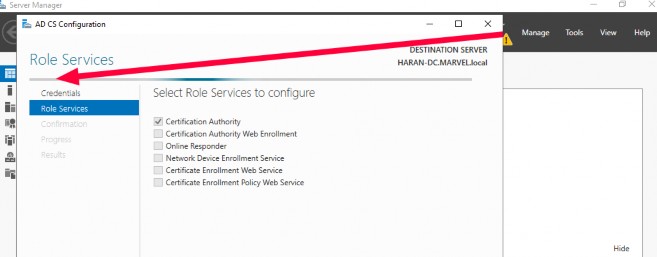 Server Manager
AD CS Configuration
Manage Tools View Help
Role Services
DESTINATION SERVER
HARAN-DC.MARVEL.local
Credentials
Role Services
Confirmation
Progress
Results
Select Role Services to configure
Certification Authority
Certification Authority Web Enrollment
Online Responder
Network Device Enrollment Service
Certificate Enrollment Web Service
Certificate Enrollment Policy Web Service
Hide